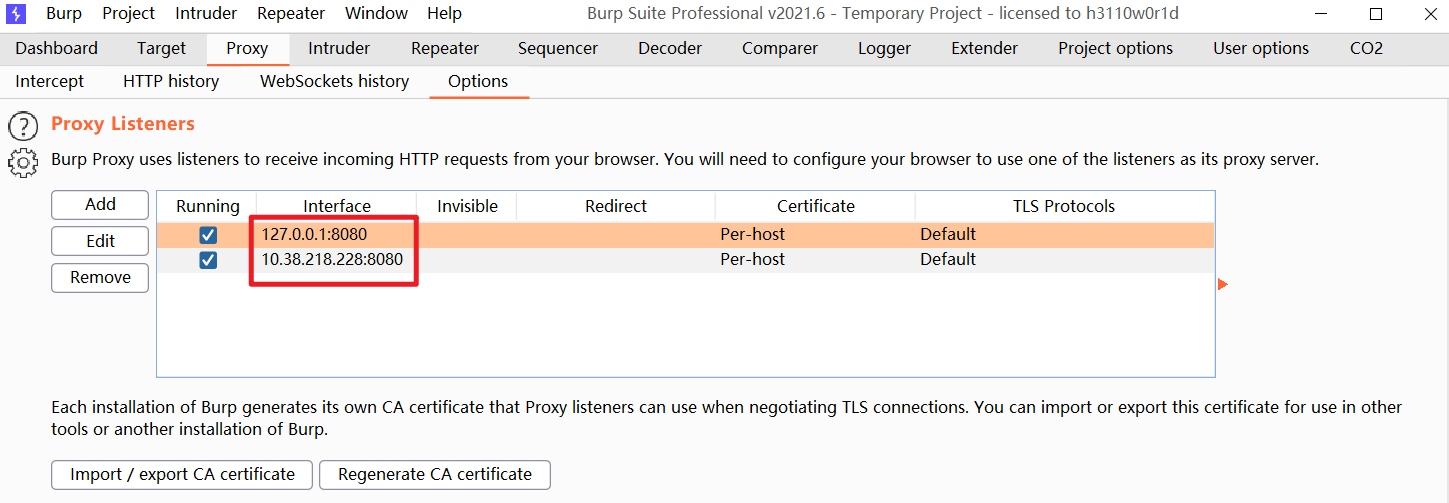 Burp Project Intruder Repeater Window Help Burp Suite Professional v2021.6 - Temporary Project - licensed to h3110w0r1d
Dashboard Target Proxy Intruder Repeater Sequencer Decoder Comparer Logger Extender Project options User options CO2
Intercept HTTP history WebSockets history Options
? Proxy Listeners
Burp Proxy uses listeners to receive incoming HTTP requests from your browser. You will need to configure your browser to use one of the listeners as its proxy server.
Add Running Interface Invisible Redirect Certificate TLS Protocols
Edit 127.0.0.1:8080 Per-host Default
10.38.218.228:8080 Per-host Default
Remove
Each installation of Burp generates its own CA certificate that Proxy listeners can use when negotiating TLS connections. You can import or export this certificate for use in other
tools or another installation of Burp.
Import / export CA certificate Regenerate CA certificate